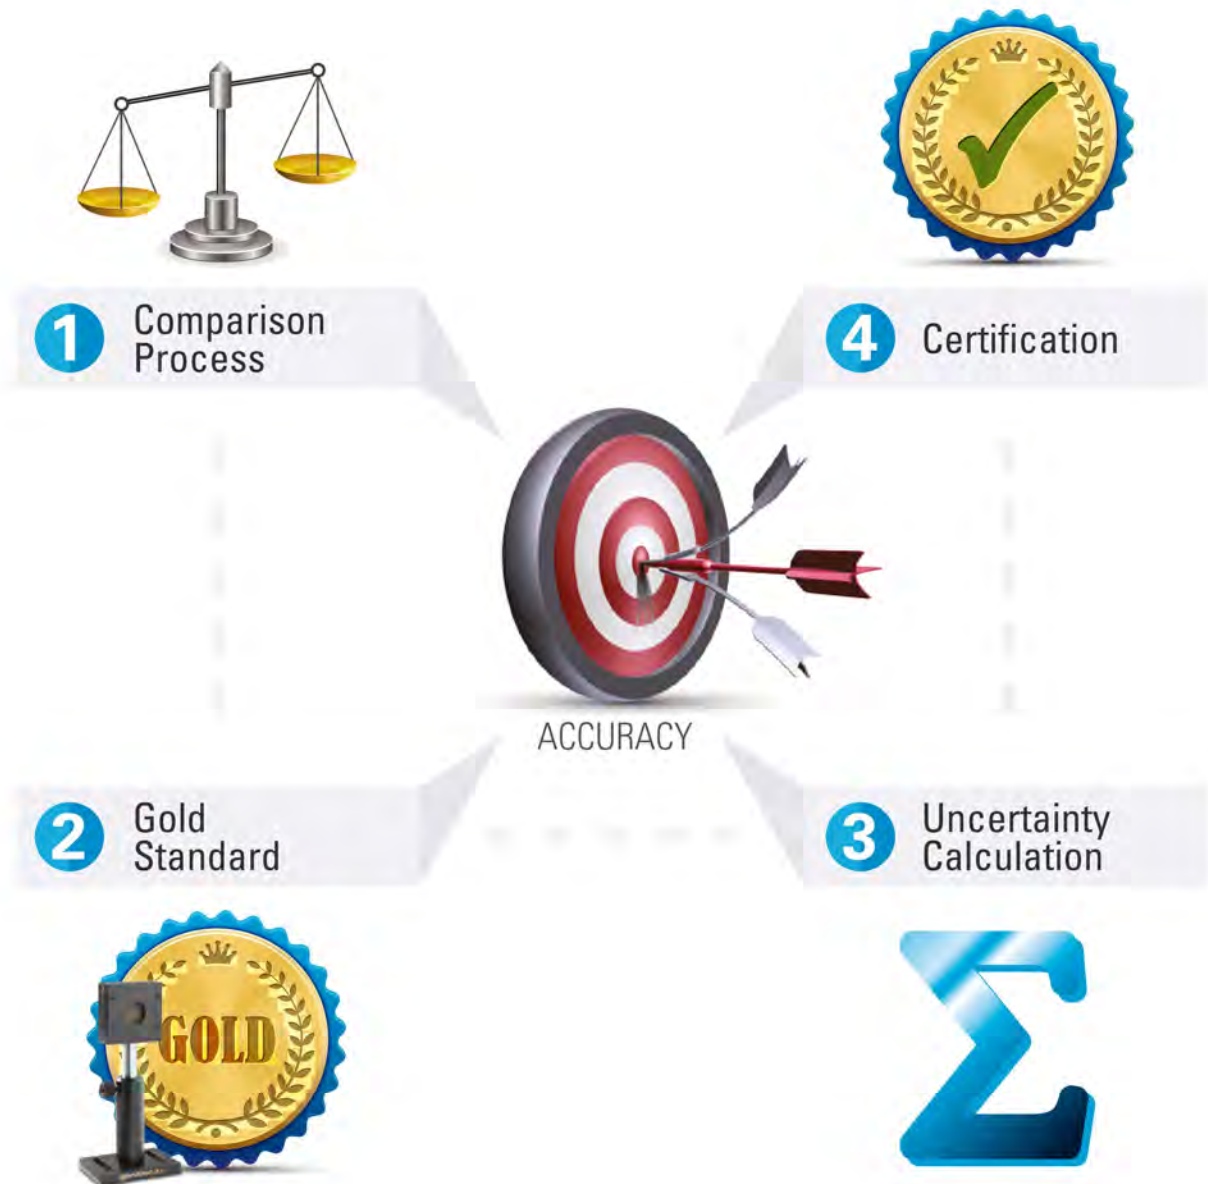 1
Comparison
Process
4
Certification
ACCURACY
2
Gold
Standard
3
Uncertainty
Calculation
GOLD
Σ